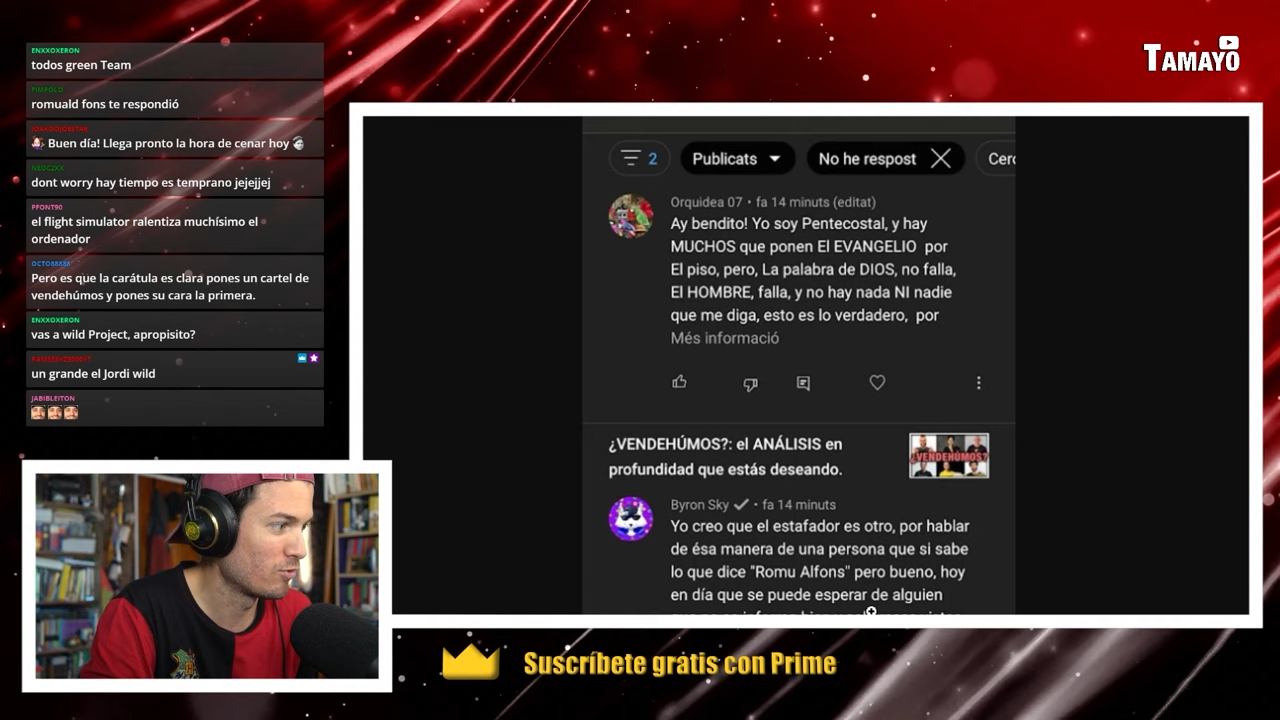 ENXXOXERON
todos green Team
romuald fons te respondió
Buen día! Llega pronto la hora de cenar hoy
dont worry hay tiempo es temprano jejejjej
PFONT90
el flight simulator ralentiza muchísimo el
ordenador
OCTO88888
Pero es que la carátula es clara pones un cartel de
vendehúmos y pones su cara la primera.
ENXXOXERON
vas a wild Project, apropisito?
un grande el Jordi wild
JABIBLEITON
TAMAYO
2
Publicats
No he respost
Cerc
Orquidea 07 • fa 14 minuts (editat)
Ay bendito! Yo soy Pentecostal, y hay
MUCHOS que ponen El EVANGELIO por
El piso, pero, La palabra de DIOS, no falla,
El HOMBRE, falla, y no hay nada NI nadie
que me diga, esto es lo verdadero, por
Més informació
¿VENDEHÚMOS?: el ANÁLISIS en
profundidad que estás deseando.
¿VENDEHÚMOS?
Byron Sky • fa 14 minuts
Yo creo que el estafador es otro, por hablar
de ésa manera de una persona que si sabe
lo que dice "Romu Alfons" pero bueno, hoy
en día que se puede esperar de alguien
Suscríbete gratis con Prime